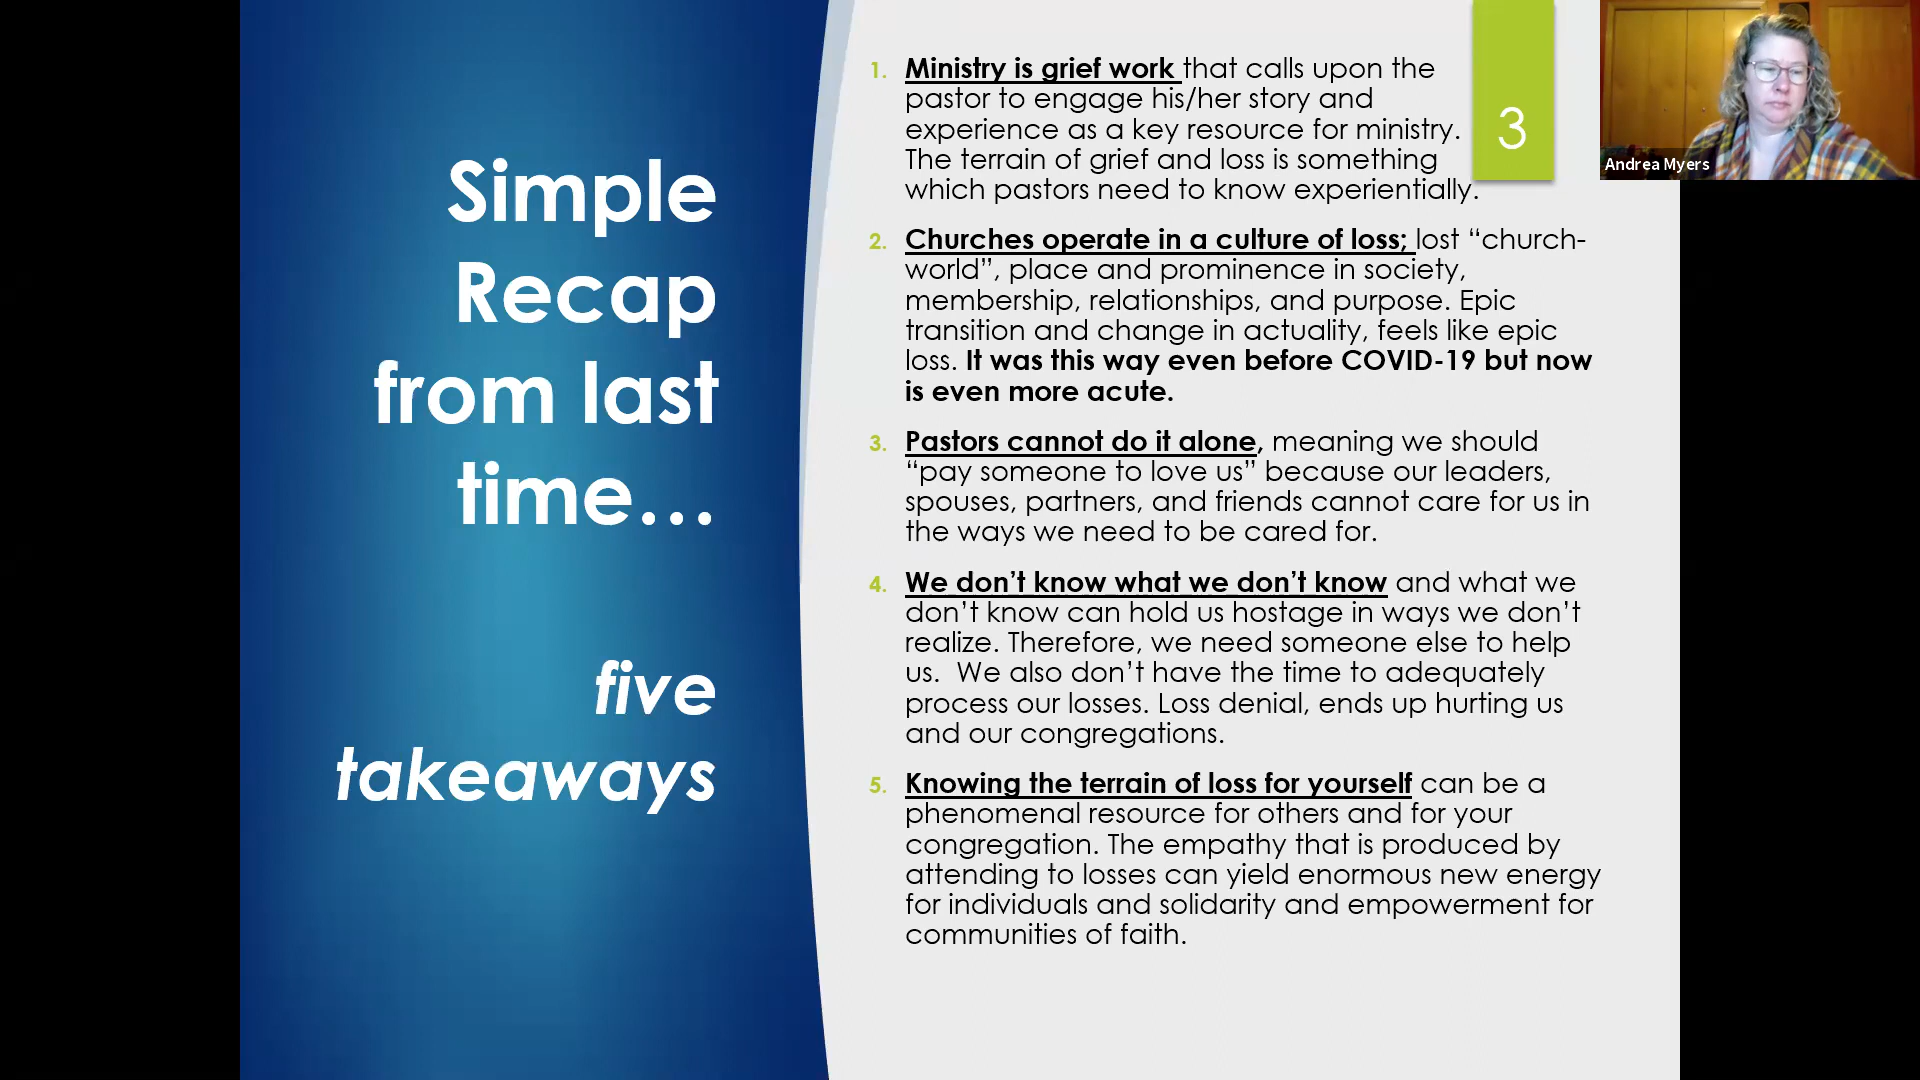 Simple
Recap
from last
time…
five
takeaways
1. Ministry is grief work that calls upon the
pastor to engage his/her story and
experience as a key resource for ministry.
The terrain of grief and loss is something
which pastors need to know experientially.
2. Churches operate in a culture of loss; lost “church-
world”, place and prominence in society,
membership, relationships, and purpose. Epic
transition and change in actuality, feels like epic
loss. It was this way even before COVID-19 but now
is even more acute.
3. Pastors cannot do it alone, meaning we should
“pay someone to love us” because our leaders,
spouses, partners, and friends cannot care for us in
the ways we need to be cared for.
4. We don’t know what we don’t know and what we
don’t know can hold us hostage in ways we don’t
realize. Therefore, we need someone else to help
us.  We also don’t have the time to adequately
process our losses. Loss denial, ends up hurting us
and our congregations.
5. Knowing the terrain of loss for yourself can be a
phenomenal resource for others and for your
congregation. The empathy that is produced by
attending to losses can yield enormous new energy
for individuals and solidarity and empowerment for
communities of faith.
3
Andrea Myers